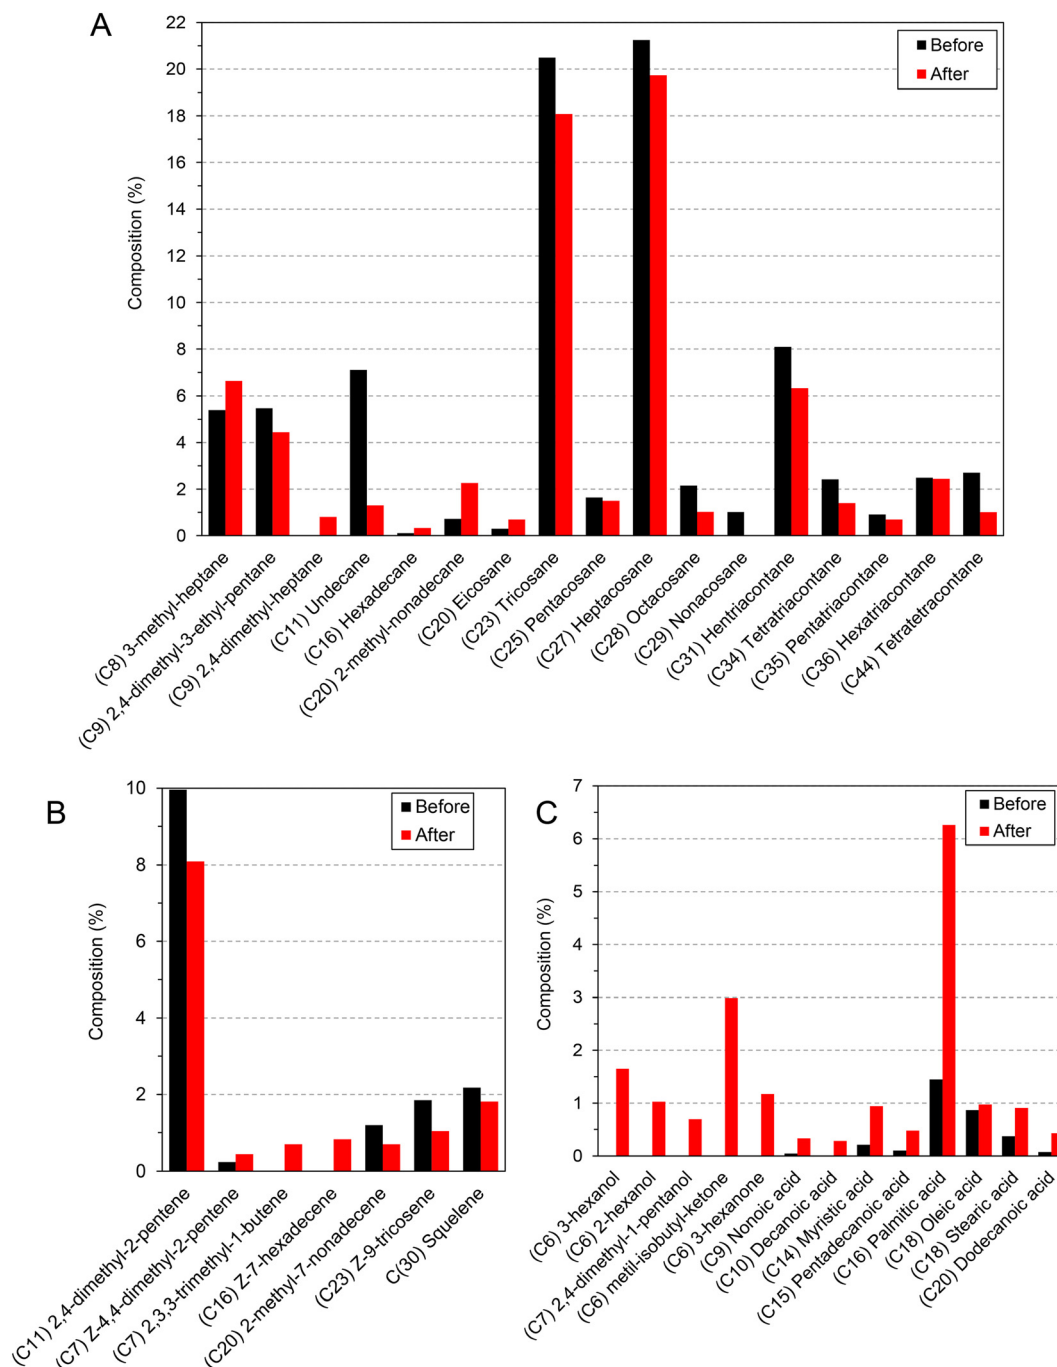 A
22
20
18
16
14
12
10
8
6
4
2
0
Composition (%)
Before
After
(C8) 3-methyl-heptane
(C9) 2,4-dimethyl-3-ethyl-pentane
(C9) 2,4-dimethyl-heptane
(C11) Undecane
(C16) Hexadecane
(C20) 2-methyl-nonadecane
(C20) Eicosane
(C23) Tricosane
(C25) Pentacosane
(C27) Heptacosane
(C28) Octacosane
(C29) Nonacosane
(C31) Hentriacontane
(C34) Tetratriacontane
(C35) Pentatriacontane
(C36) Hexatriacontane
(C44) Tetratetracontane
B
10
8
6
4
2
0
Composition (%)
Before
After
(C11) 2,4-dimethyl-2-pentene
(C7) Z-4,4-dimethyl-2-pentene
(C7) 2,3,3-trimethyl-1-butene
(C16) Z-7-hexadecene
(C20) 2-methyl-7-nonadecene
(C23) Z-9-tricosene
C(30) Squelene
C
7
6
5
4
3
2
1
0
Composition (%)
Before
After
(C6) 3-hexanol
(C6) 2-hexanol
(C7) 2,4-dimethyl-1-pentanol
(C6) metil-isobutyl-ketone
(C6) 3-hexanone
(C9) Nonoic acid
(C10) Decanoic acid
(C14) Myristic acid
(C15) Pentadecanoic acid
(C16) Palmitic acid
(C18) Oleic acid
(C18) Stearic acid
(C20) Dodecanoic acid